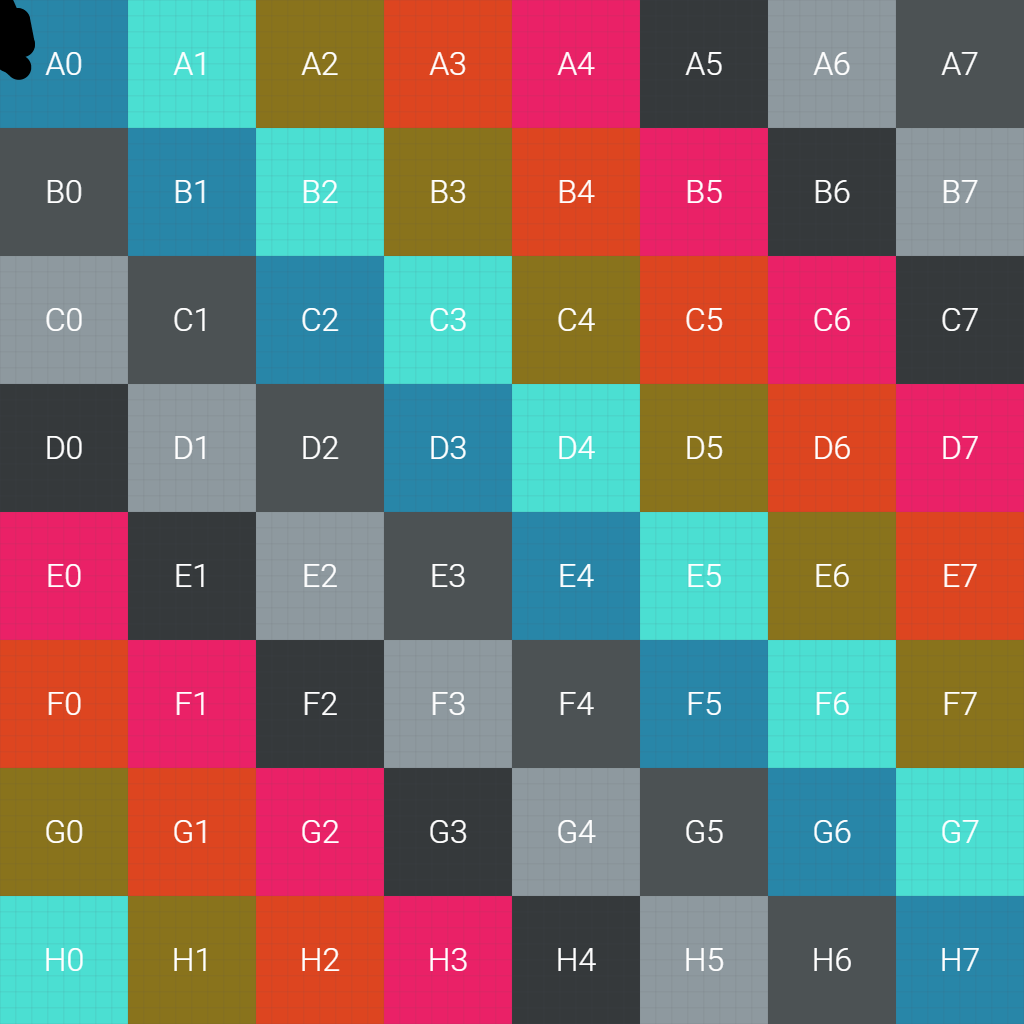 A0 A1 A2 A3 A4 A5 A6 A7
B0 B1 B2 B3 B4 B5 B6 B7
C0 C1 C2 C3 C4 C5 C6 C7
D0 D1 D2 D3 D4 D5 D6 D7
E0 E1 E2 E3 E4 E5 E6 E7
F0 F1 F2 F3 F4 F5 F6 F7
G0 G1 G2 G3 G4 G5 G6 G7
H0 H1 H2 H3 H4 H5 H6 H7